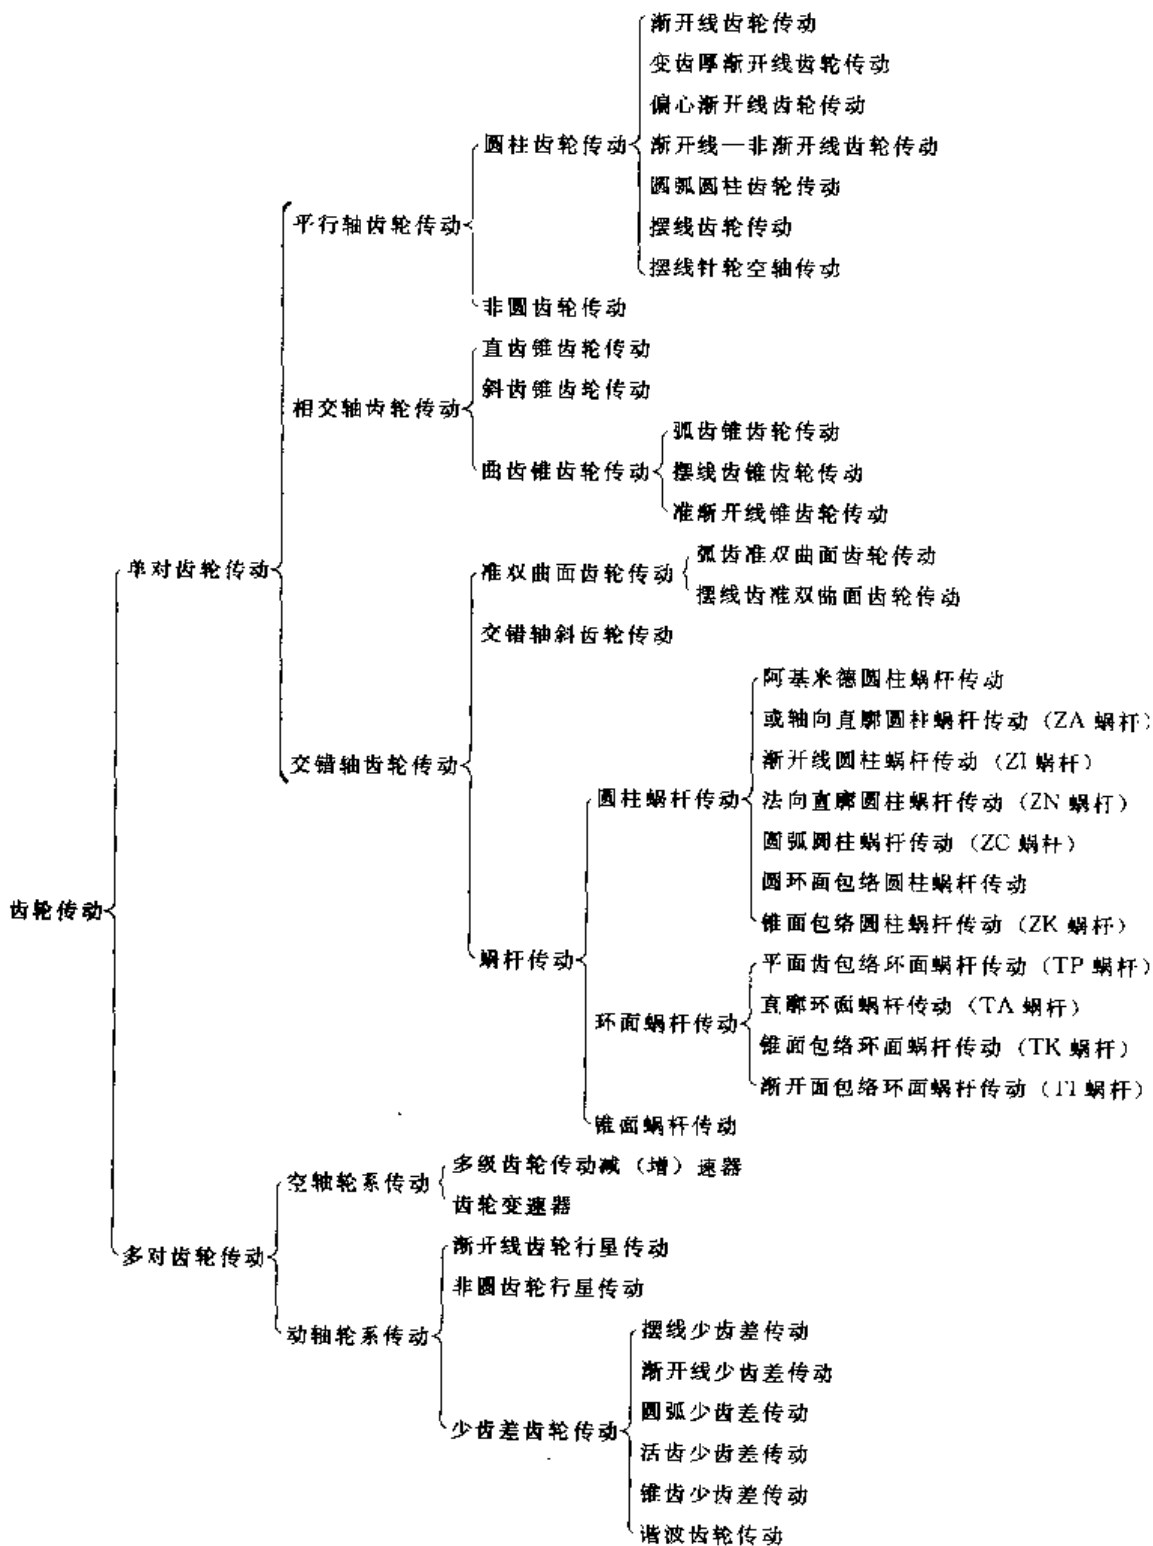 渐开线齿轮传动
变齿厚渐开线齿轮传动
偏心渐开线齿轮传动
圆柱齿轮传动
渐开线—非渐开线齿轮传动
圆弧圆柱齿轮传动
平行轴齿轮传动
摆线齿轮传动
摆线针轮空轴传动
非圆齿轮传动
直齿锥齿轮传动
斜齿锥齿轮传动
相交轴齿轮传动
弧齿锥齿轮传动
曲齿锥齿轮传动
摆线齿锥齿轮传动
准渐开线锥齿轮传动
单对齿轮传动
准双曲面齿轮传动
弧齿准双曲面齿轮传动
摆线齿准双曲面齿轮传动
交错轴斜齿轮传动
阿基米德圆柱蜗杆传动
或轴向直廓圆柱蜗杆传动（ZA 蜗杆）
交错轴齿轮传动
渐开线圆柱蜗杆传动（ZI 蜗杆）
圆柱蜗杆传动
法向直廓圆柱蜗杆传动（ZN 蜗杆）
圆弧圆柱蜗杆传动（ZC 蜗杆）
圆环面包络圆柱蜗杆传动
齿轮传动
锥面包络圆柱蜗杆传动（ZK 蜗杆）
蜗杆传动
平面齿包络环面蜗杆传动（TP 蜗杆）
直廓环面蜗杆传动（TA 蜗杆）
环面蜗杆传动
锥面包络环面蜗杆传动（TK 蜗杆）
渐开面包络环面蜗杆传动（TI 蜗杆）
锥面蜗杆传动
多级齿轮传动减（增）速器
空轴轮系传动
齿轮变速器
多对齿轮传动
渐开线齿轮行星传动
非圆齿轮行星传动
动轴轮系传动
摆线少齿差传动
渐开线少齿差传动
圆弧少齿差传动
少齿差齿轮传动
活齿少齿差传动
锥齿少齿差传动
谐波齿轮传动